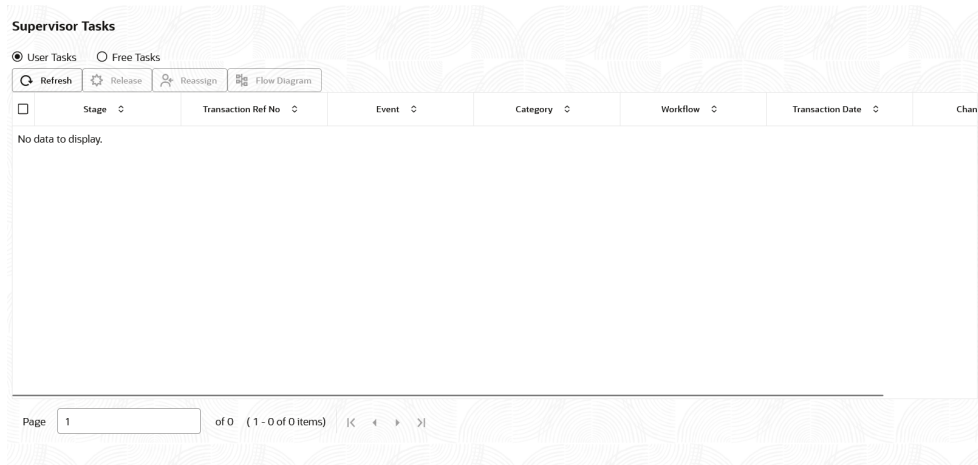 Supervisor Tasks
User Tasks Free Tasks
Refresh Release Reassign Flow Diagram
Stage Transaction Ref No Event Category Workflow Transaction Date Chan
No data to display.
Page 1 of 0 ( 1 - 0 of 0 items)